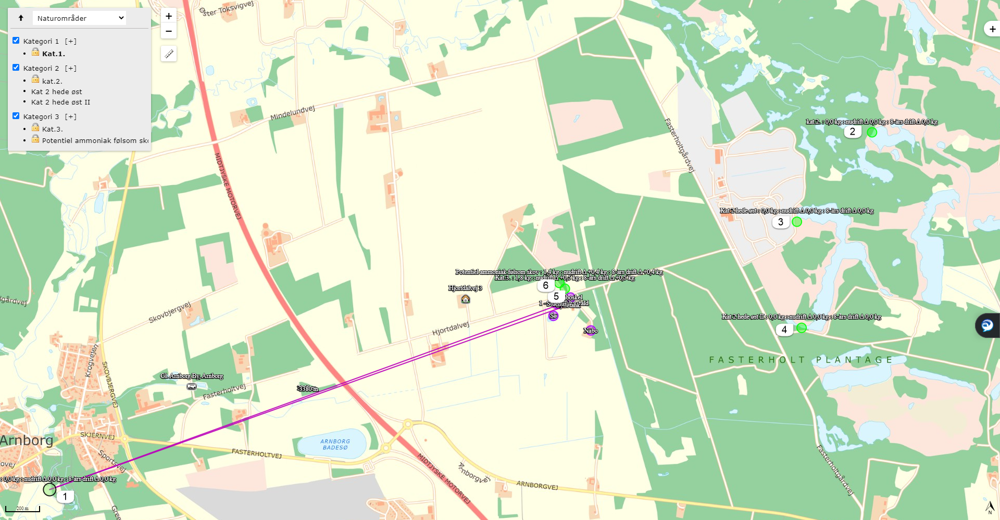 Naturområder
Kategori 1 [+]
Kat.1.
Kategori 2 [+]
kat.2.
Kat 2 hede øst
Kat 2 hede øst II
Kategori 3 [+]
Kat.3.
Potentiel ammoniak følsom sk
+
−
+
Øster Toksvigvej
Mindelundvej
MIDTJYSKE MOTORVEJ
Fasterholtgårdvej
kat.2. : 0,0 kg : nudrift Δ 0,0 kg : 8-års drift Δ 0,0 kg
2
Kat 2 hede øst : 0,0 kg : nudrift Δ 0,0 kg : 8-års drift Δ 0,0 kg
3
Potentiel ammoniak følsom skov : 1,4 kg : nudrift Δ +0,4 kg : 8-års drift Δ +0,4 kg
Kat.3. : 1,8 kg : nudrift Δ +0,5 kg : 8-års drift Δ +0,5 kg
6
Hjortdalvej 3
5
Sø
Nabo
Kat 2 hede øst II : 0,0 kg : nudrift Δ 0,0 kg : 8-års drift Δ 0,0 kg
4
gårdvej
Skovbjergvej
Hjortdalvej
Krogvejen
SKOVBJERGVEJ
FASTERHOLT PLANTAGE
Gl. Arnborg By, Arnborg
Fasterholtvej
3380 m
SKJERNVEJ
Arnborg
ARNBORG
BADESØ
FASTERHOLTVEJ
Sportsvej
ovej
MIDTJYSKE MOTORVEJ
Arnborgvej
ARNBORGVEJ
Fasterholtgårdvej
: 0,0 kg : nudrift Δ 0,0 kg : 8-års drift Δ 0,0 kg
1
Gree
200 m
N